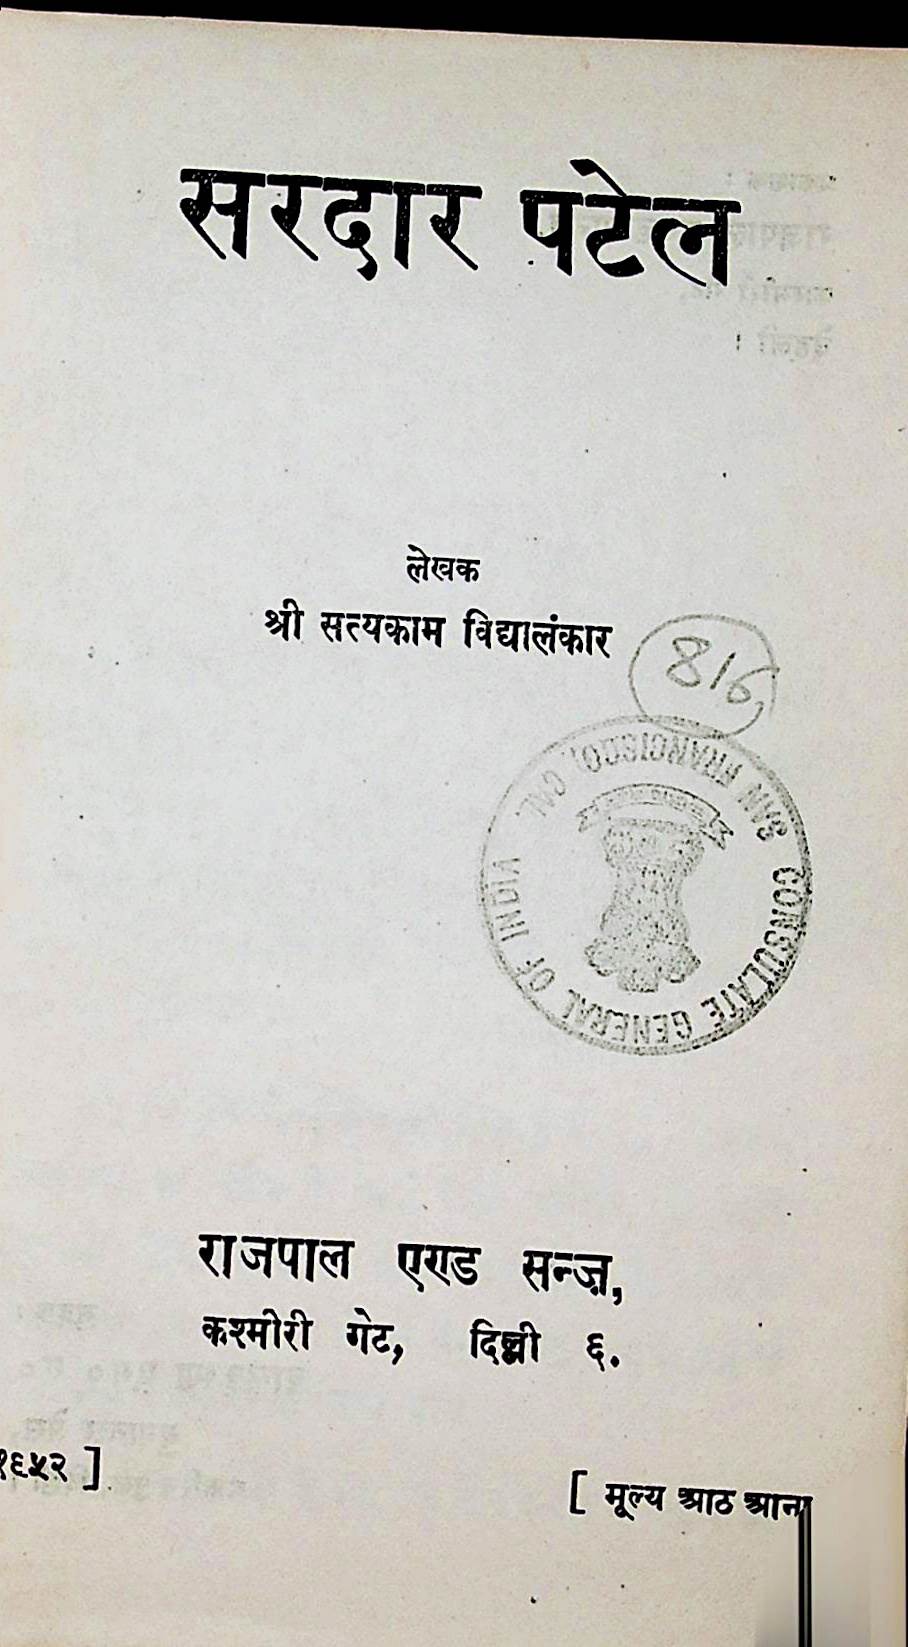 सरदार पटेल
लेखक
श्री सत्यकाम विद्यालंकार
816
CONSULATE GENERAL OF INDIA
SAN FRANCISCO, CAL
राजपाल एण्ड सन्ज़,
कश्मीरी गेट, दिल्ली ६.
१९५२ ]
[ मूल्य आठ आना